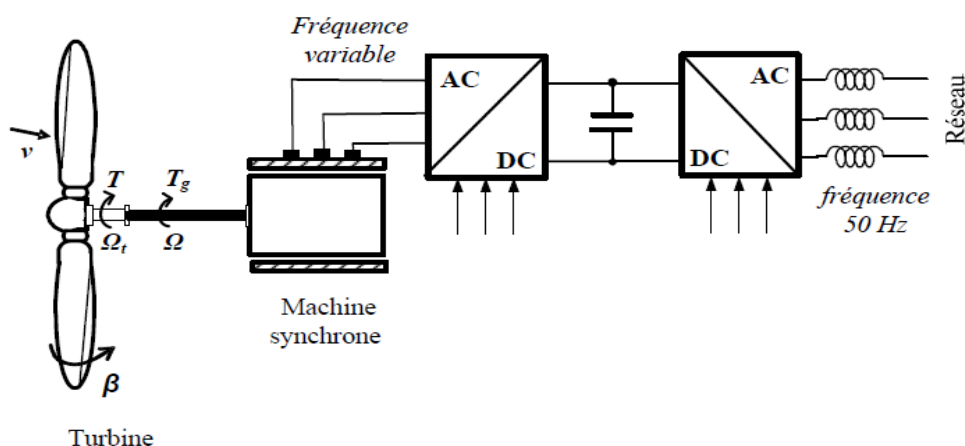 Fréquence
variable
AC
DC
AC
DC
Réseau
fréquence
50 Hz
v
T
T_g
Ω_t
Ω
Machine
synchrone
β
Turbine